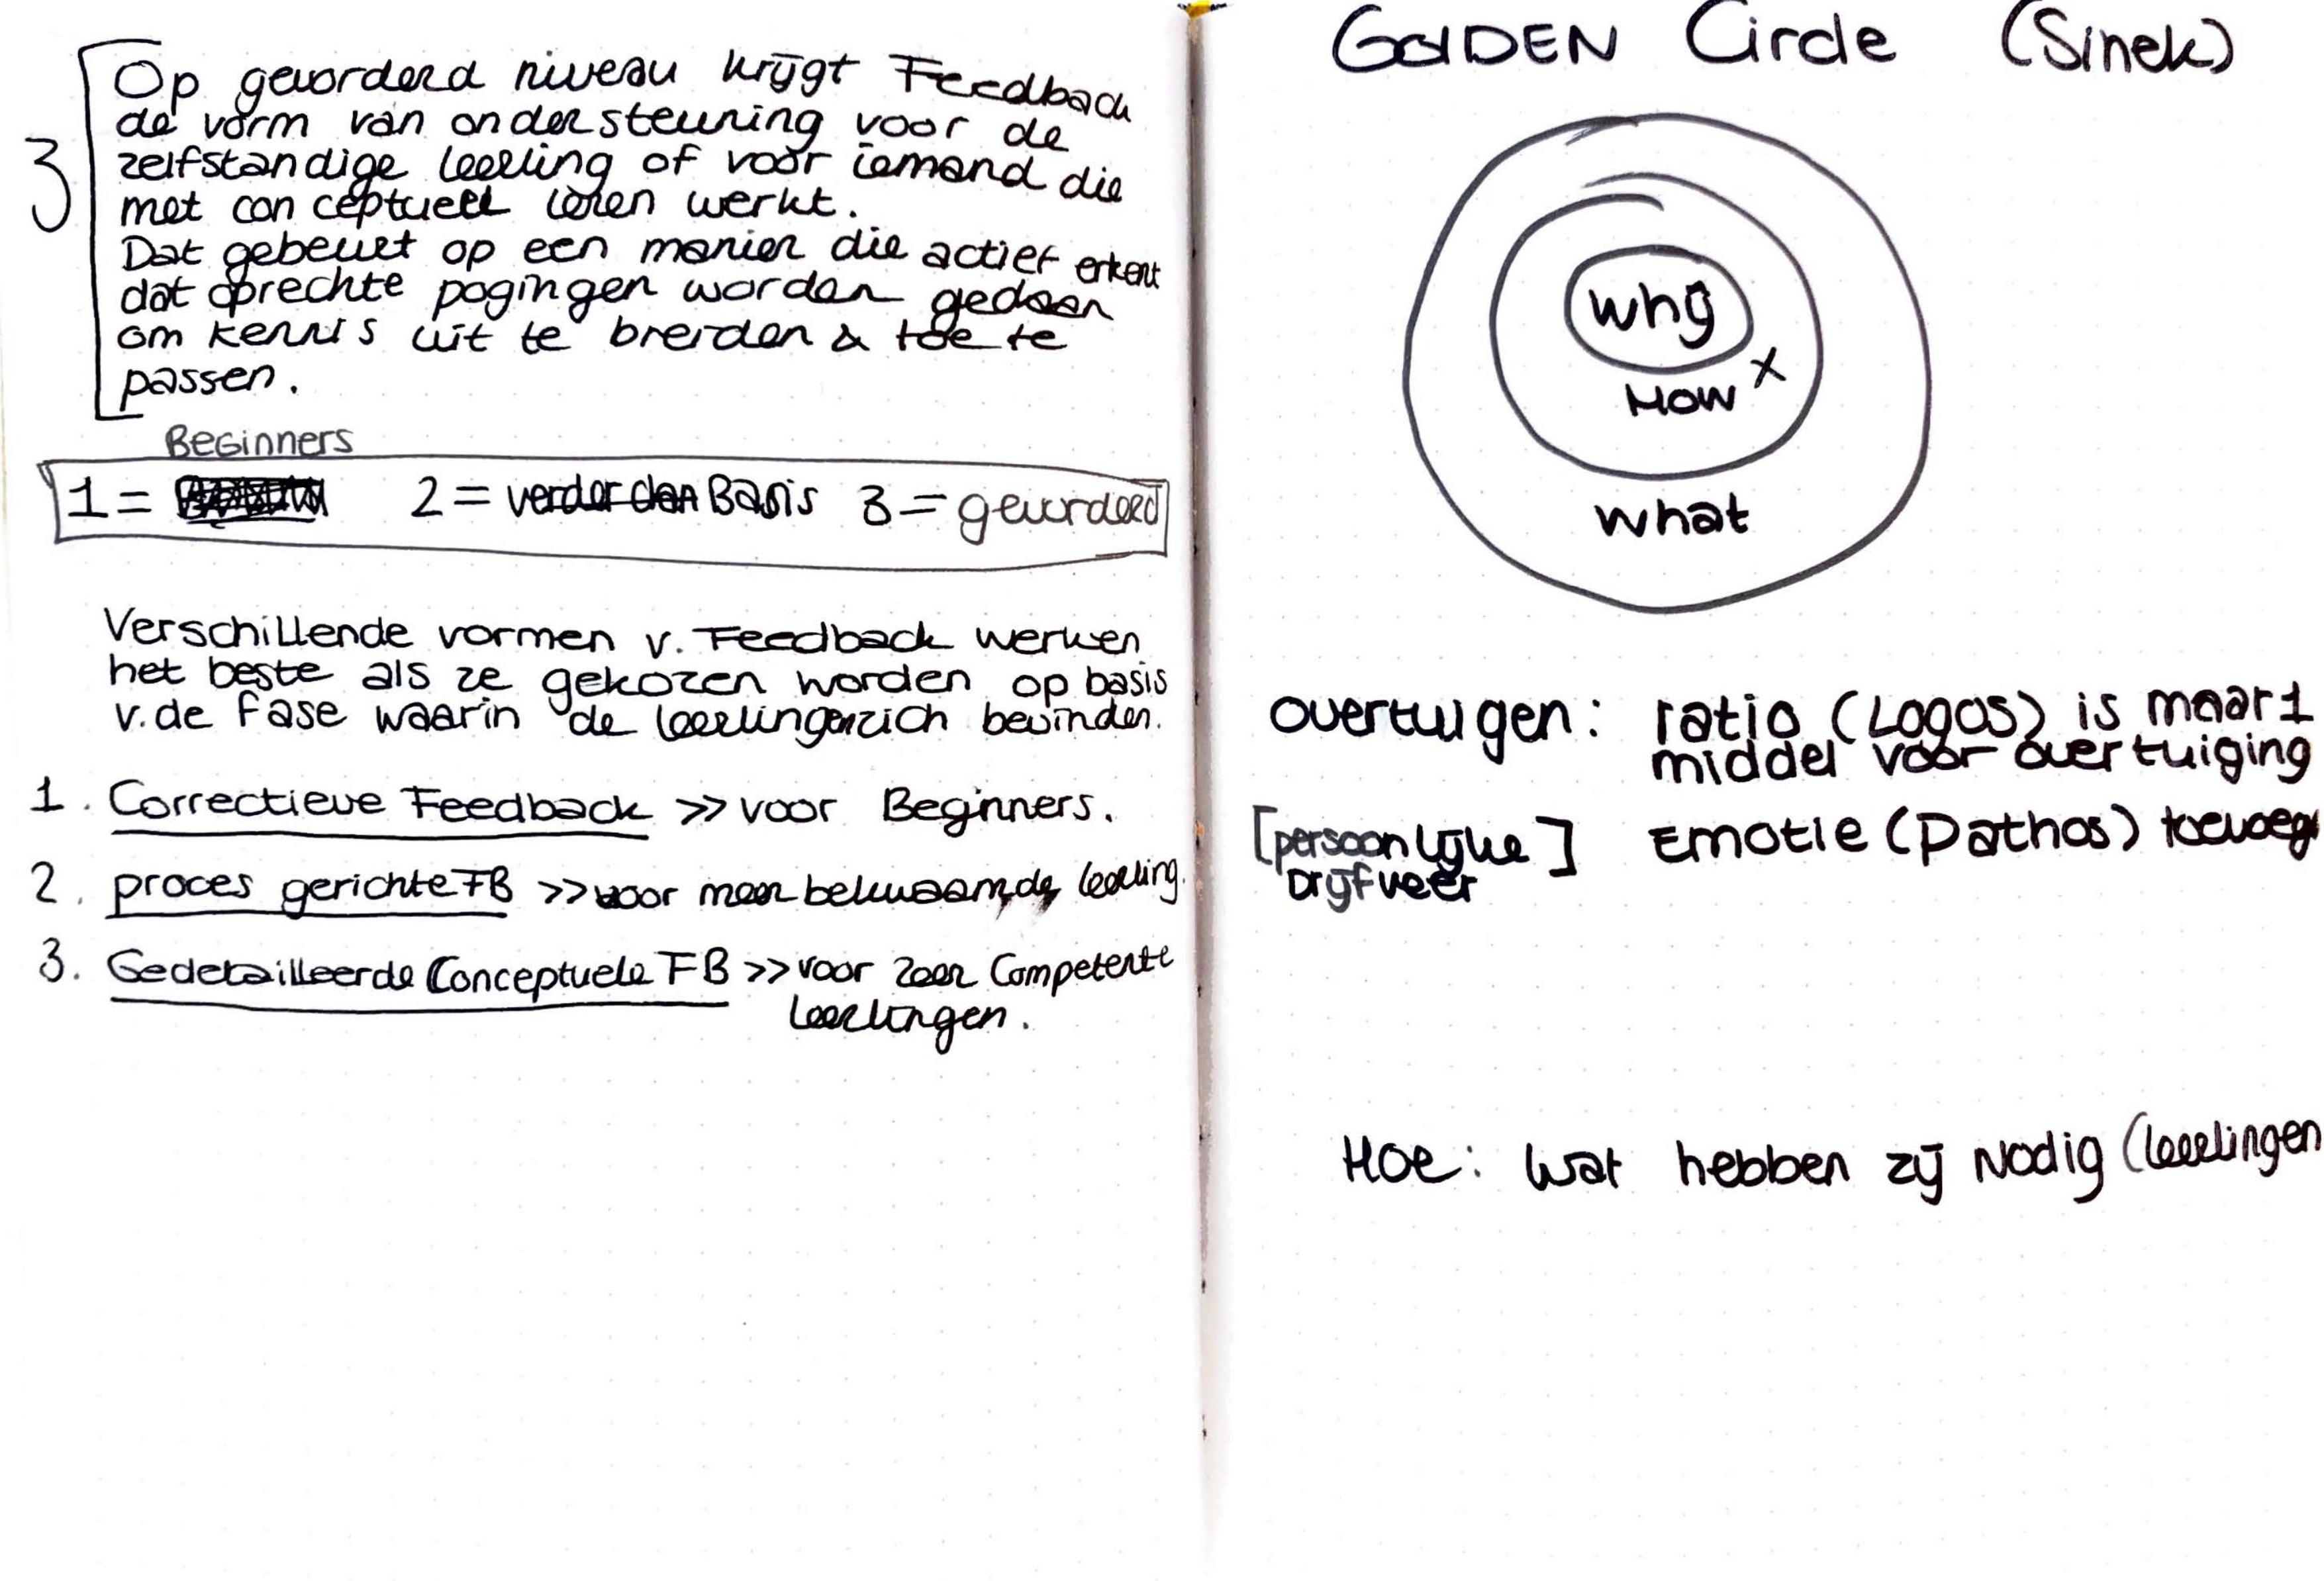 3
Op gevorderd niveau krijgt Feedback
de vorm van ondersteuning voor de
zelfstandige leerling of voor iemand die
met conceptueel leren werkt.
Dat gebeurt op een manier die actief erkent
dat oprechte pogingen worden gedaan
om kennis uit te breiden & toe te
passen.
Beginners
1 = 2 = verder dan Basis 3 = gevorderd
Verschillende vormen v. Feedback werken
het beste als ze gekozen worden op basis
v. de fase waarin de leerlingen zich bevinden.
1. Correctieve Feedback >> voor Beginners.
2. proces gerichte FB >> voor meer bekwaamde leerling.
3. Gedetailleerde Conceptuele FB >> voor zeer Competente
leerlingen.
GOlDEN Circle (Sinek)
why
HOW x
what
overtuigen: ratio (Logos) is maar 1
middel voor overtuiging
[persoonlijke] Emotie (Pathos) toevoeg
Drijfveer
Hoe: wat hebben zij Nodig (leerlingen